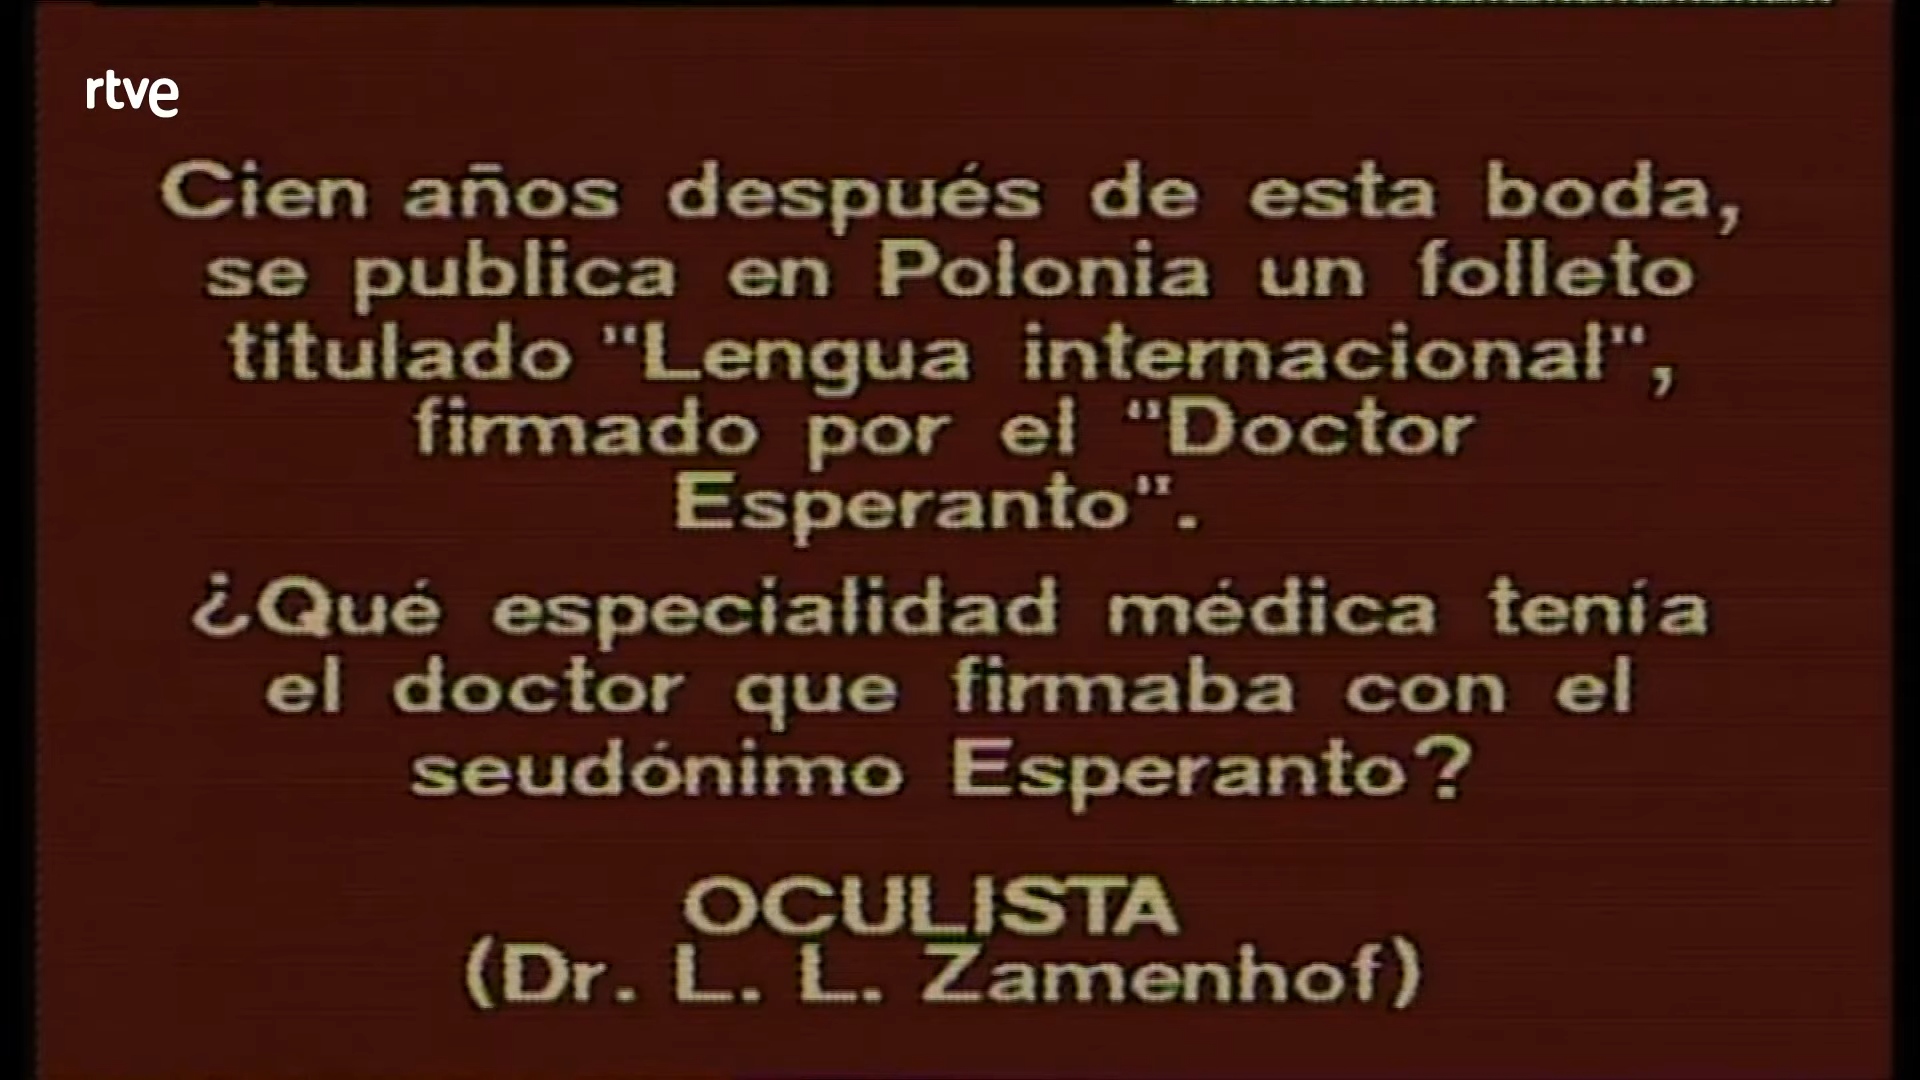 rtve
Cien años después de esta boda,
se publica en Polonia un folleto
titulado "Lengua internacional",
firmado por el "Doctor
Esperanto".
¿Qué especialidad médica tenía
el doctor que firmaba con el
seudónimo Esperanto?
OCULISTA
(Dr. L. L. Zamenhof)